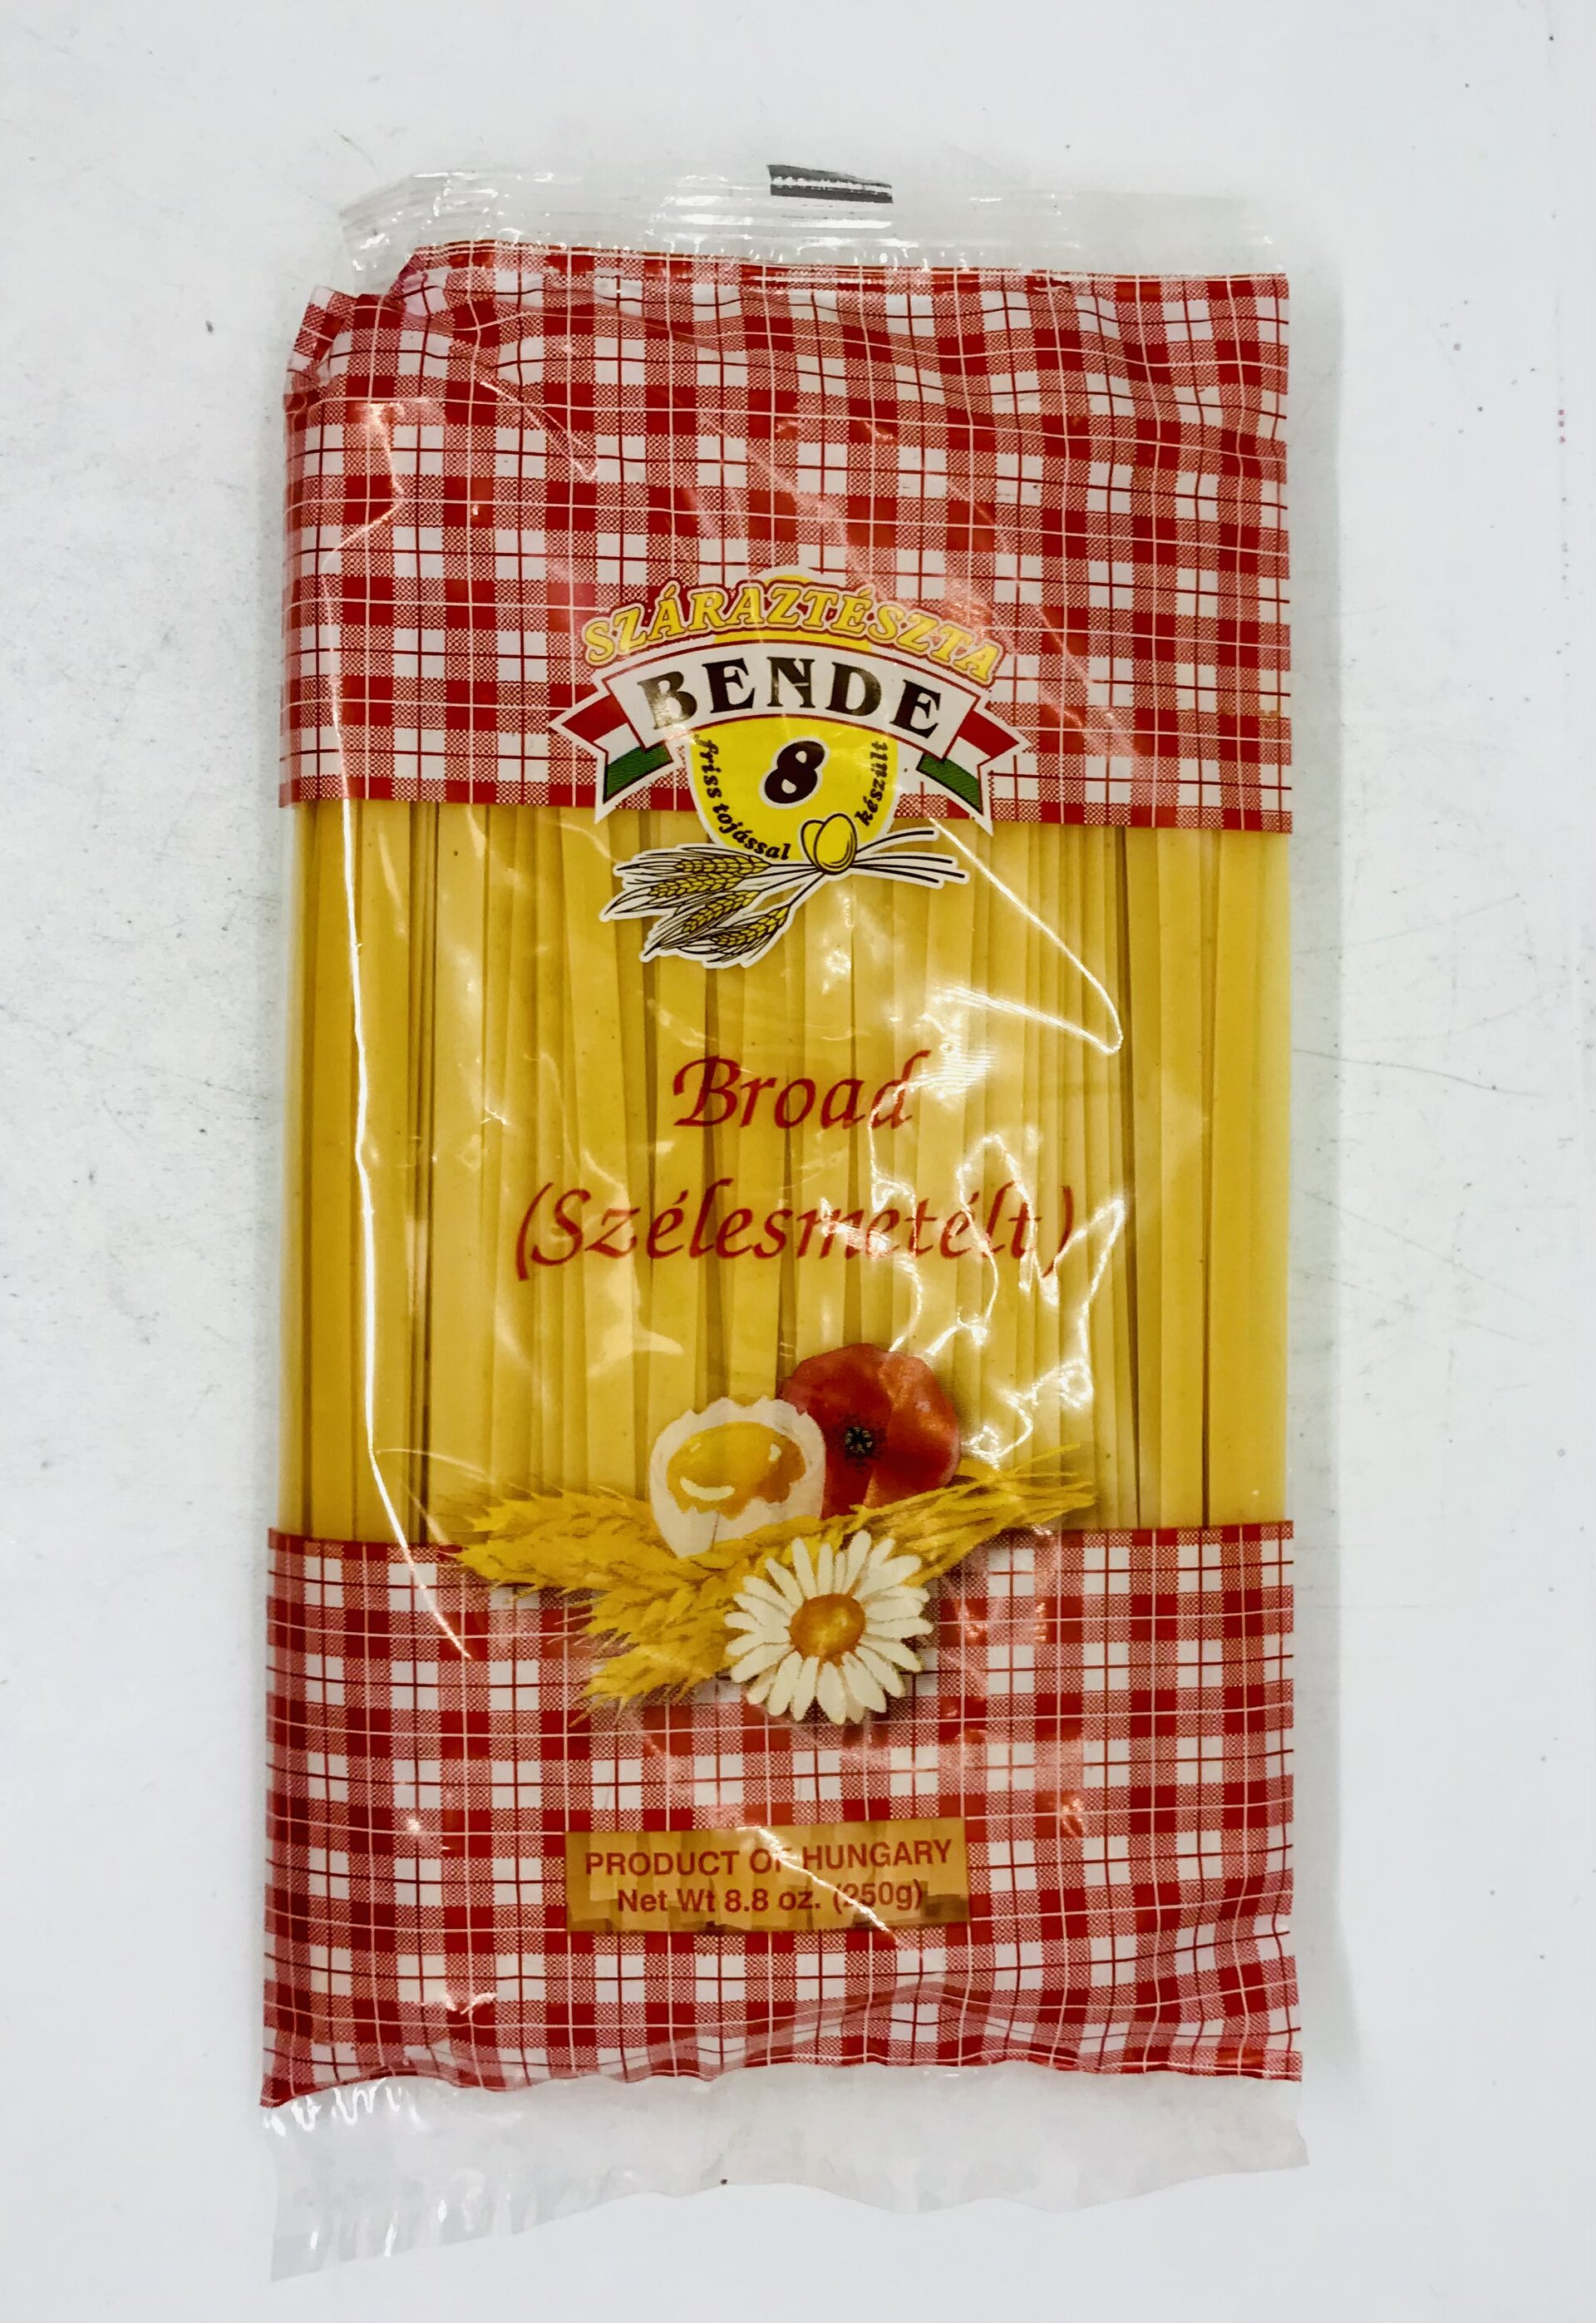 SZÁRAZTÉSZTA
BENDE
8
friss tojással készült
Broad
(Szélesmetélt)
PRODUCT OF HUNGARY
Net Wt 8.8 oz. (250g)